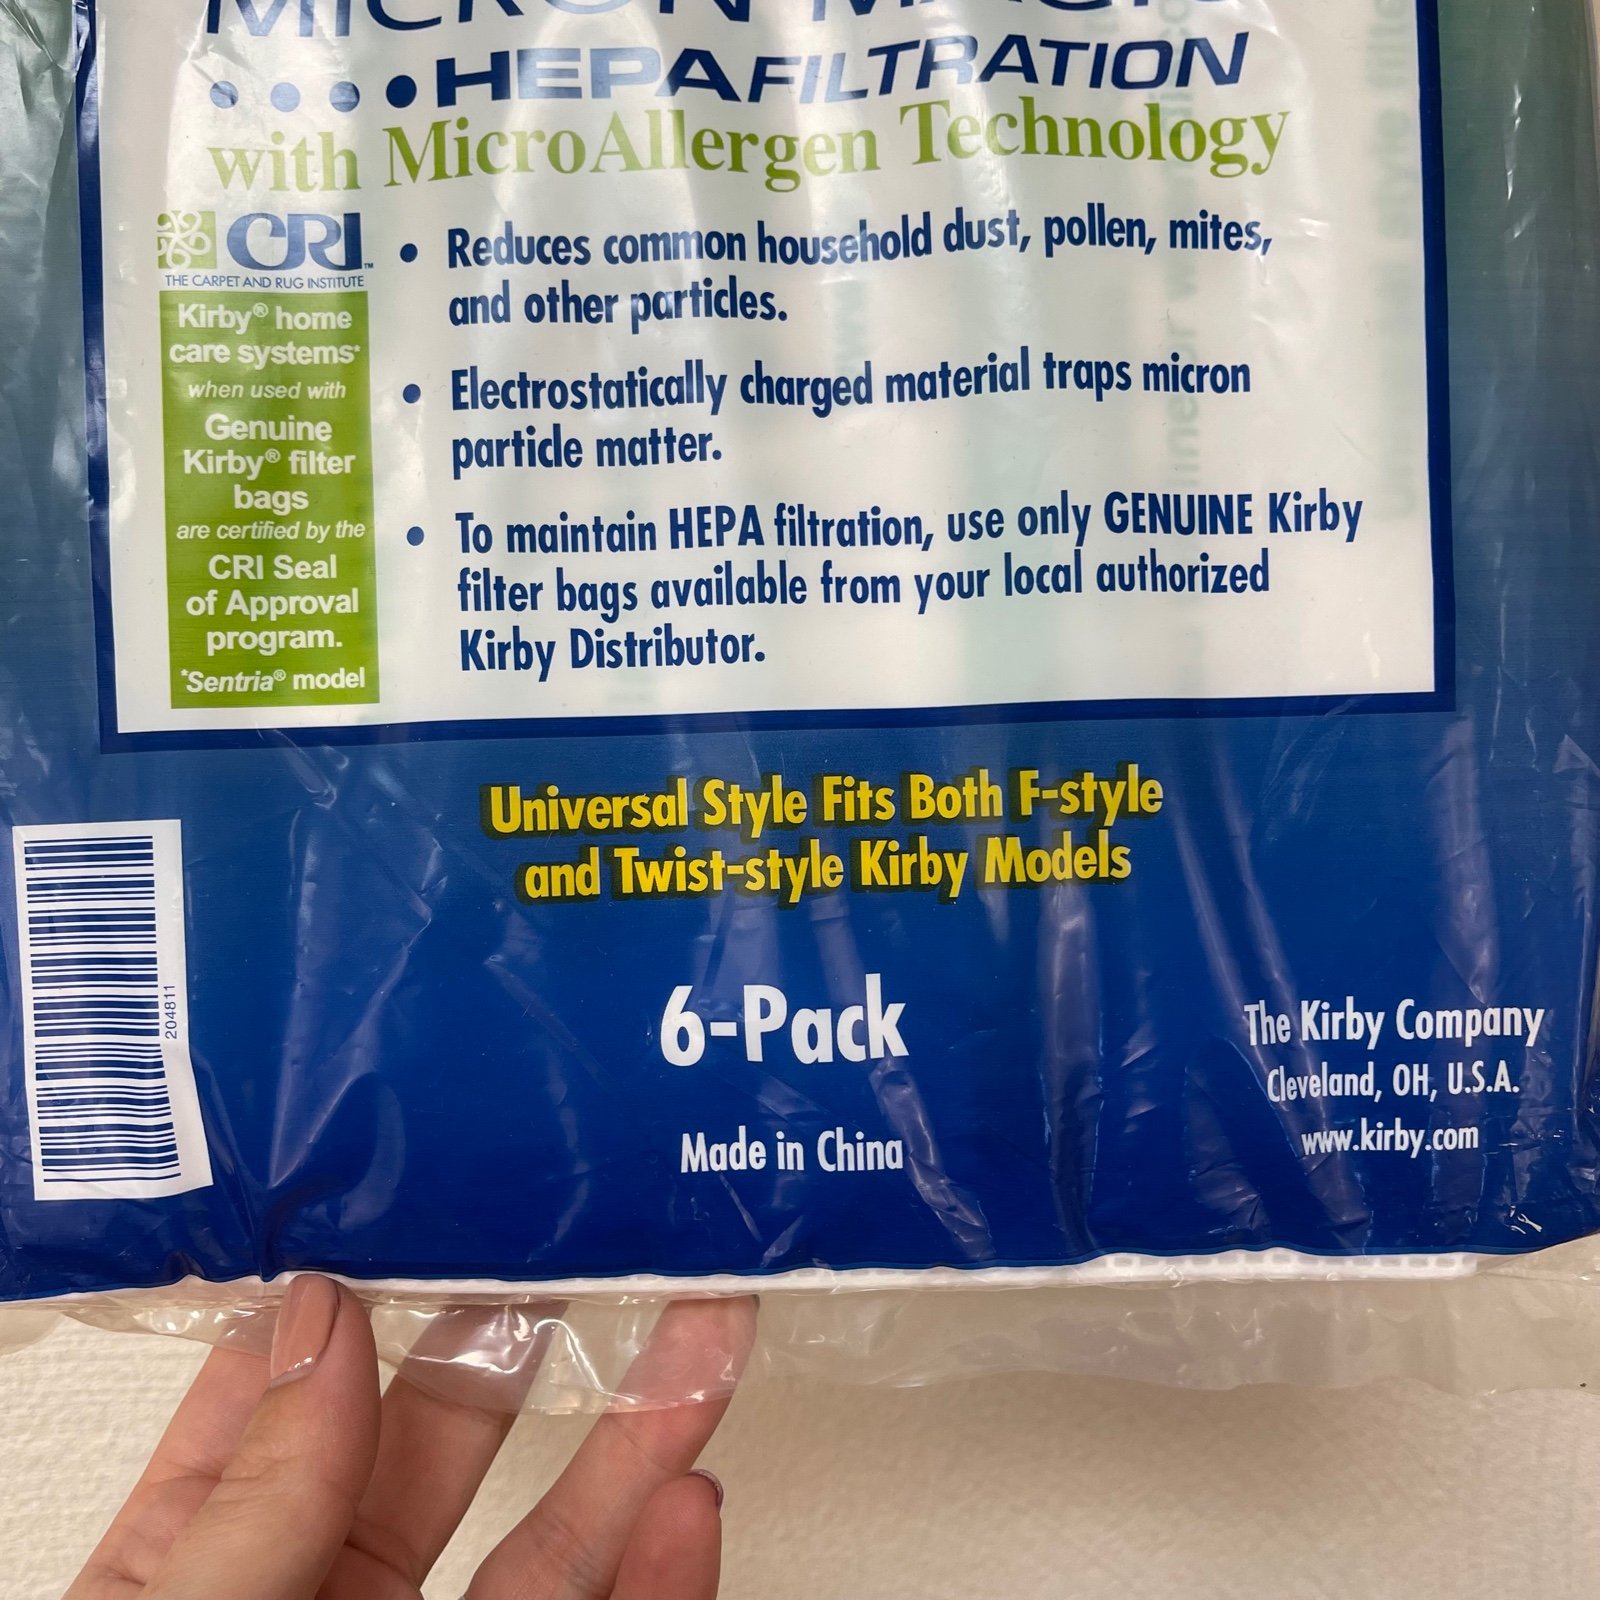 MICRON MAGIC
HEPAFILTRATION
with MicroAllergen Technology
CRI™
THE CARPET AND RUG INSTITUTE
Kirby® home
care systems*
when used with
Genuine
Kirby® filter
bags
are certified by the
CRI Seal
of Approval
program.
*Sentria® model
• Reduces common household dust, pollen, mites,
and other particles.
• Electrostatically charged material traps micron
particle matter.
• To maintain HEPA filtration, use only GENUINE Kirby
filter bags available from your local authorized
Kirby Distributor.
Universal Style Fits Both F-style
and Twist-style Kirby Models
204811
6-Pack
Made in China
The Kirby Company
Cleveland, OH, U.S.A.
www.kirby.com